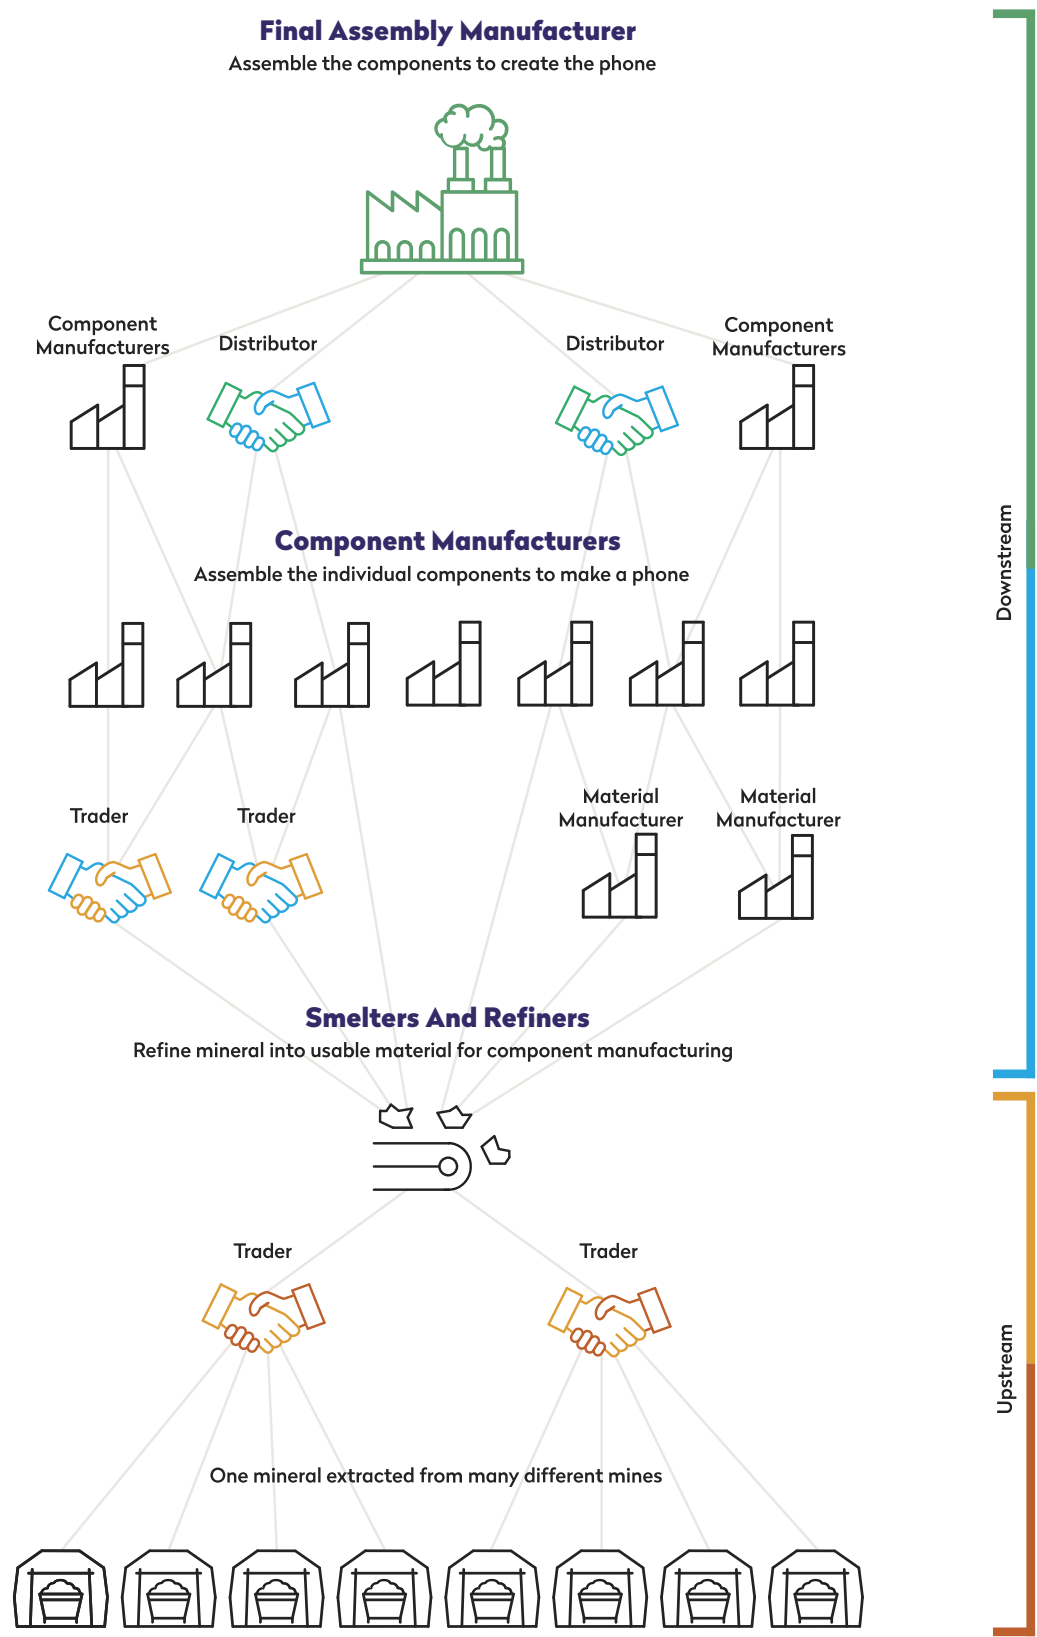 Final Assembly Manufacturer
Assemble the components to create the phone
Component
Manufacturers
Distributor
Distributor
Component
Manufacturers
Component Manufacturers
Assemble the individual components to make a phone
Downstream
Trader
Trader
Material
Manufacturer
Material
Manufacturer
Smelters And Refiners
Refine mineral into usable material for component manufacturing
Trader
Trader
Upstream
One mineral extracted from many different mines